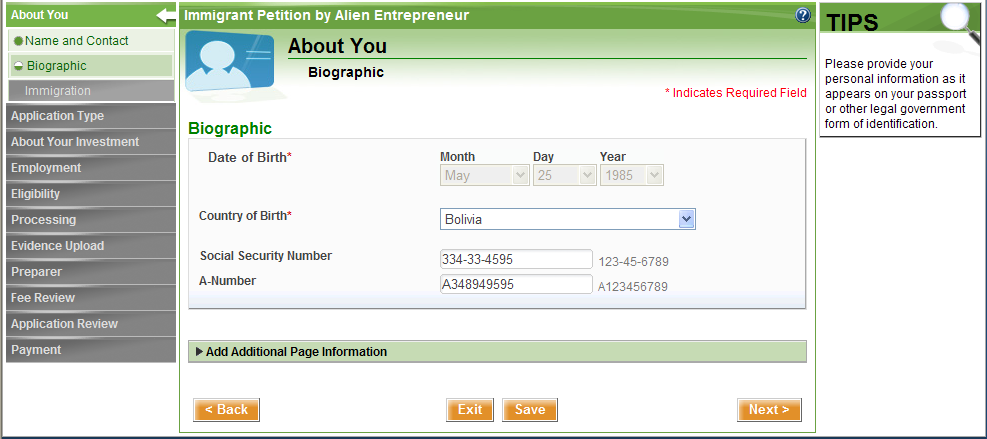 About You
Name and Contact
Biographic
Immigration
Application Type
About Your Investment
Employment
Eligibility
Processing
Evidence Upload
Preparer
Fee Review
Application Review
Payment
Immigrant Petition by Alien Entrepreneur
?
About You
Biographic
* Indicates Required Field
Biographic
Date of Birth*
Month Day Year
May 25 1985
Country of Birth* Bolivia
Social Security Number 334-33-4595 123-45-6789
A-Number A348949595 A123456789
Add Additional Page Information
< Back Exit Save Next >
TIPS
Please provide your
personal information as it
appears on your passport
or other legal government
form of identification.